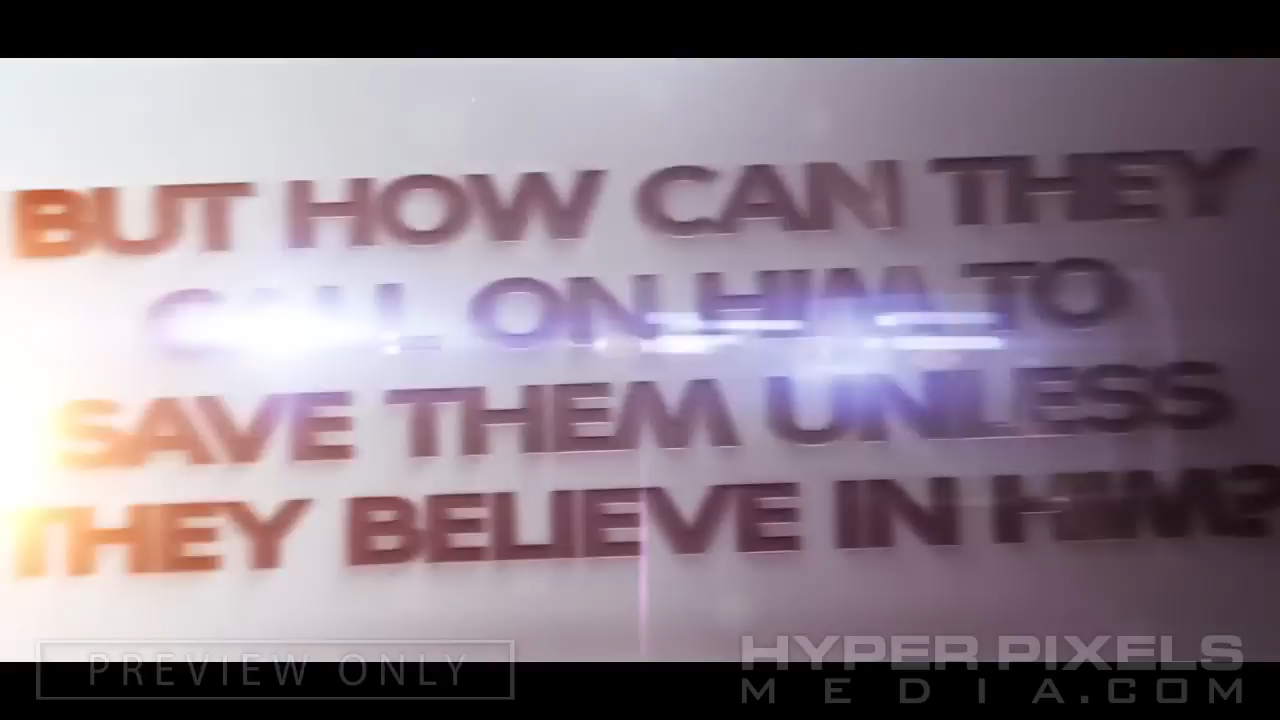 BUT HOW CAN THEY
CALL ON HIM TO
SAVE THEM UNLESS
THEY BELIEVE IN HIM?
PREVIEW ONLY
HYPER PIXELS
MEDIA.COM